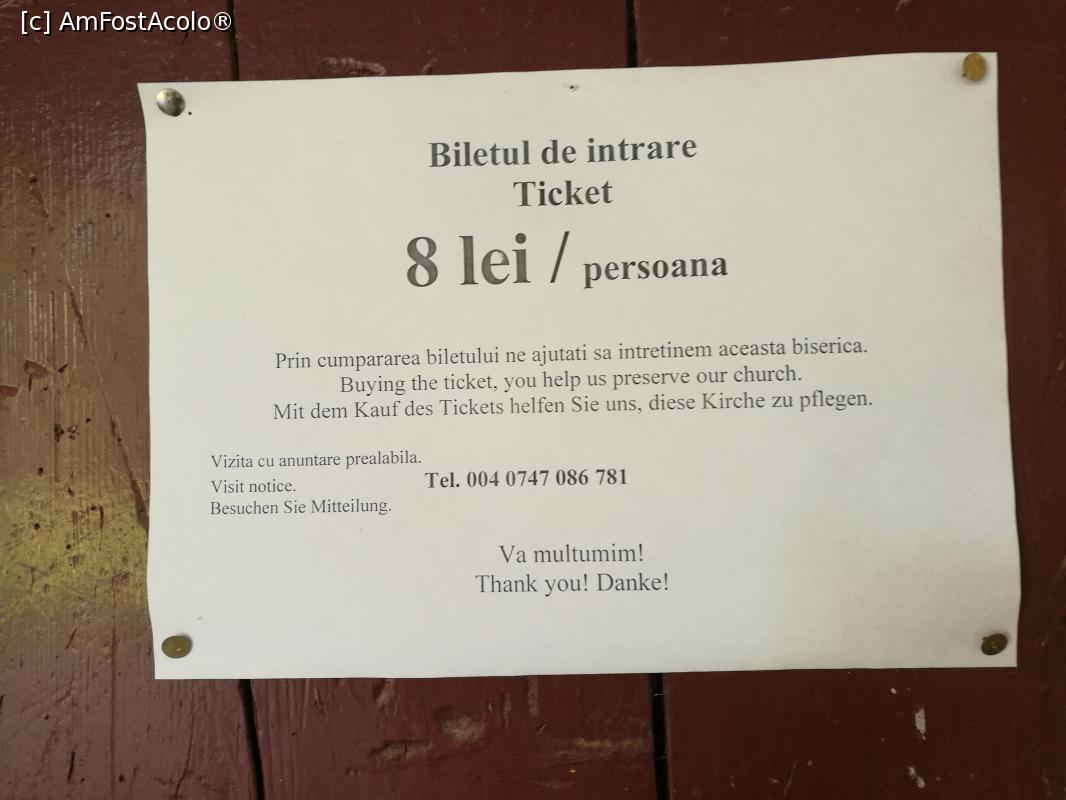 [c] AmFostAcolo®
Biletul de intrare
Ticket
8 lei / persoana
Prin cumpararea biletului ne ajutati sa intretinem aceasta biserica.
Buying the ticket, you help us preserve our church.
Mit dem Kauf des Tickets helfen Sie uns, diese Kirche zu pflegen.
Vizita cu anuntare prealabila.
Visit notice.
Besuchen Sie Mitteilung.
Tel. 004 0747 086 781
Va multumim!
Thank you! Danke!